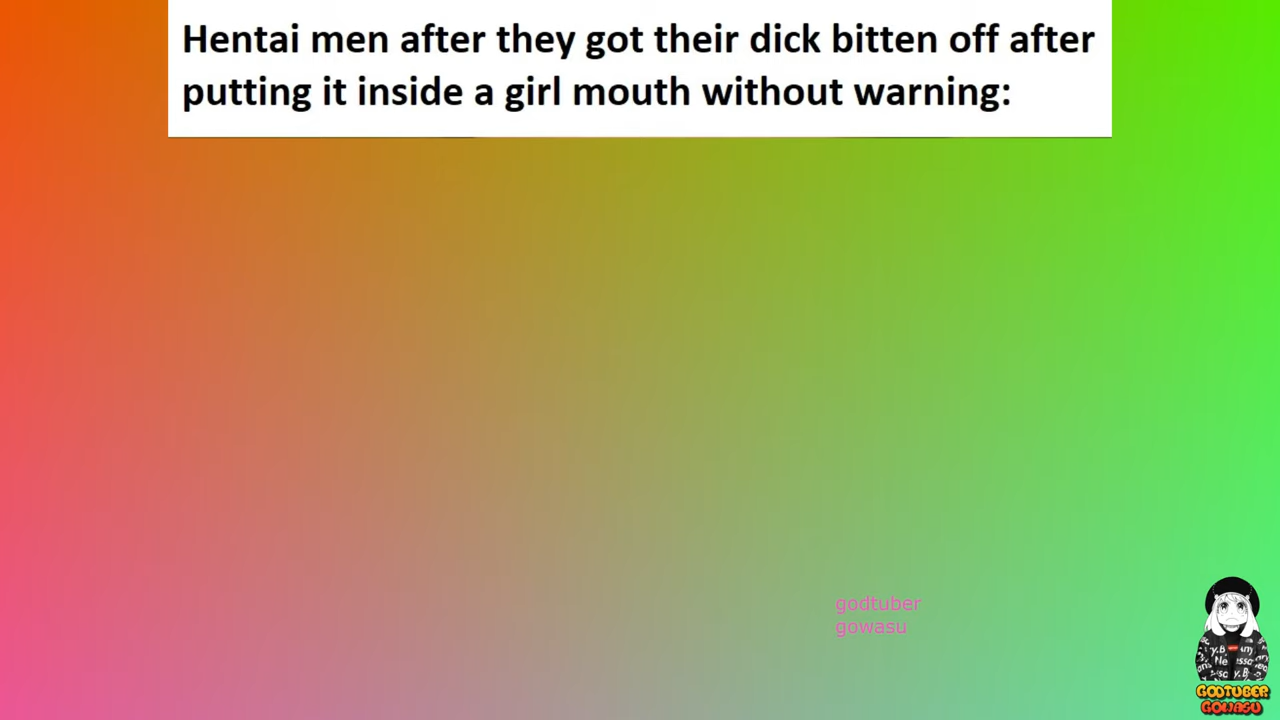 Hentai men after they got their dick bitten off after
putting it inside a girl mouth without warning:
godtuber
gowasu
GODTUBER
GOWASU